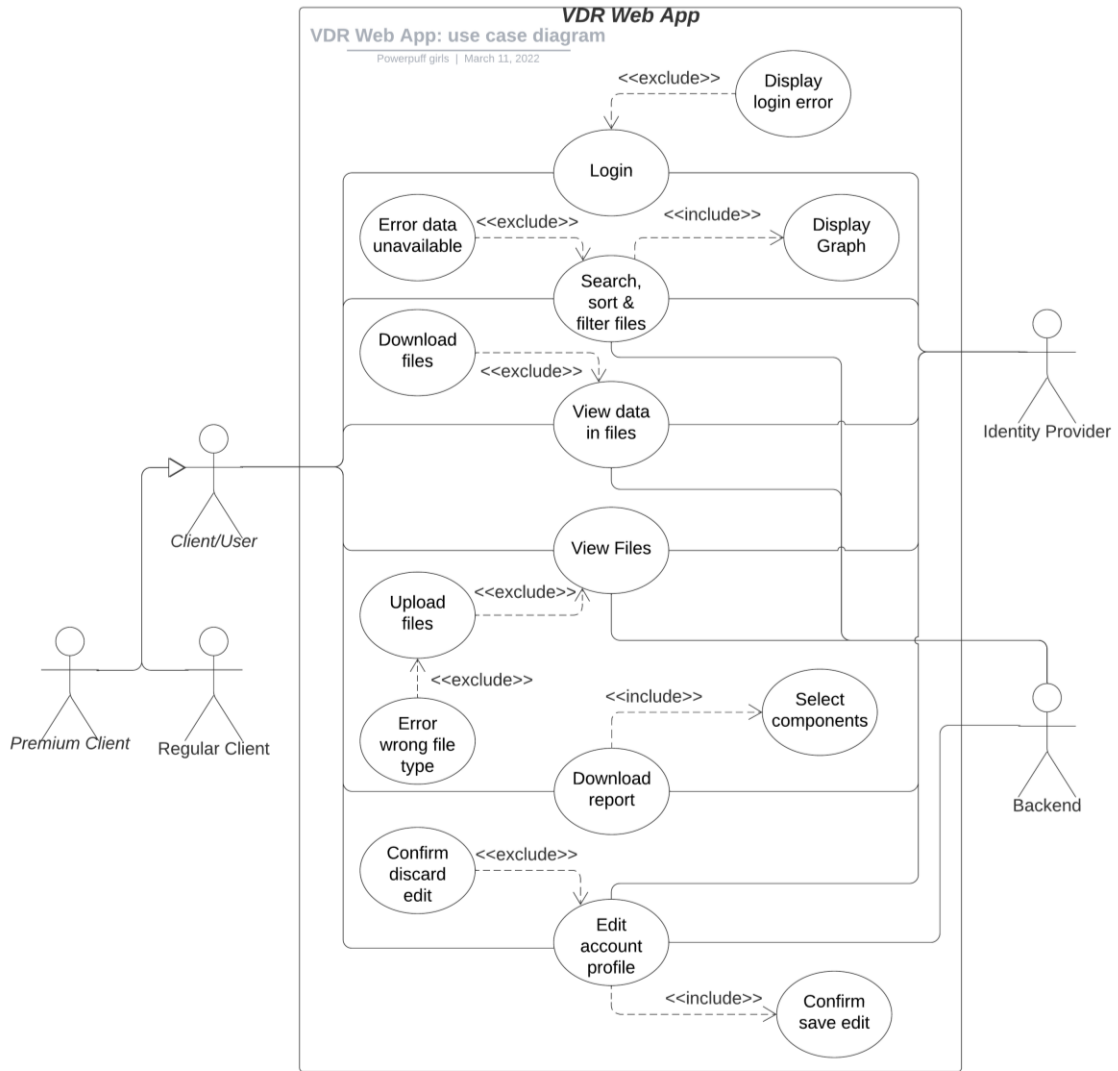 VDR Web App
VDR Web App: use case diagram
Powerpuff girls | March 11, 2022
<<exclude>>
Display
login error
Login
Error data
unavailable
<<exclude>>
<<include>>
Display
Graph
Search,
sort &
filter files
Download
files
<<exclude>>
View data
in files
Identity Provider
Client/User
View Files
Upload
files
<<exclude>>
<<exclude>>
Error
wrong file
type
<<include>>
Select
components
Premium Client
Regular Client
Download
report
Backend
Confirm
discard
edit
<<exclude>>
Edit
account
profile
<<include>>
Confirm
save edit